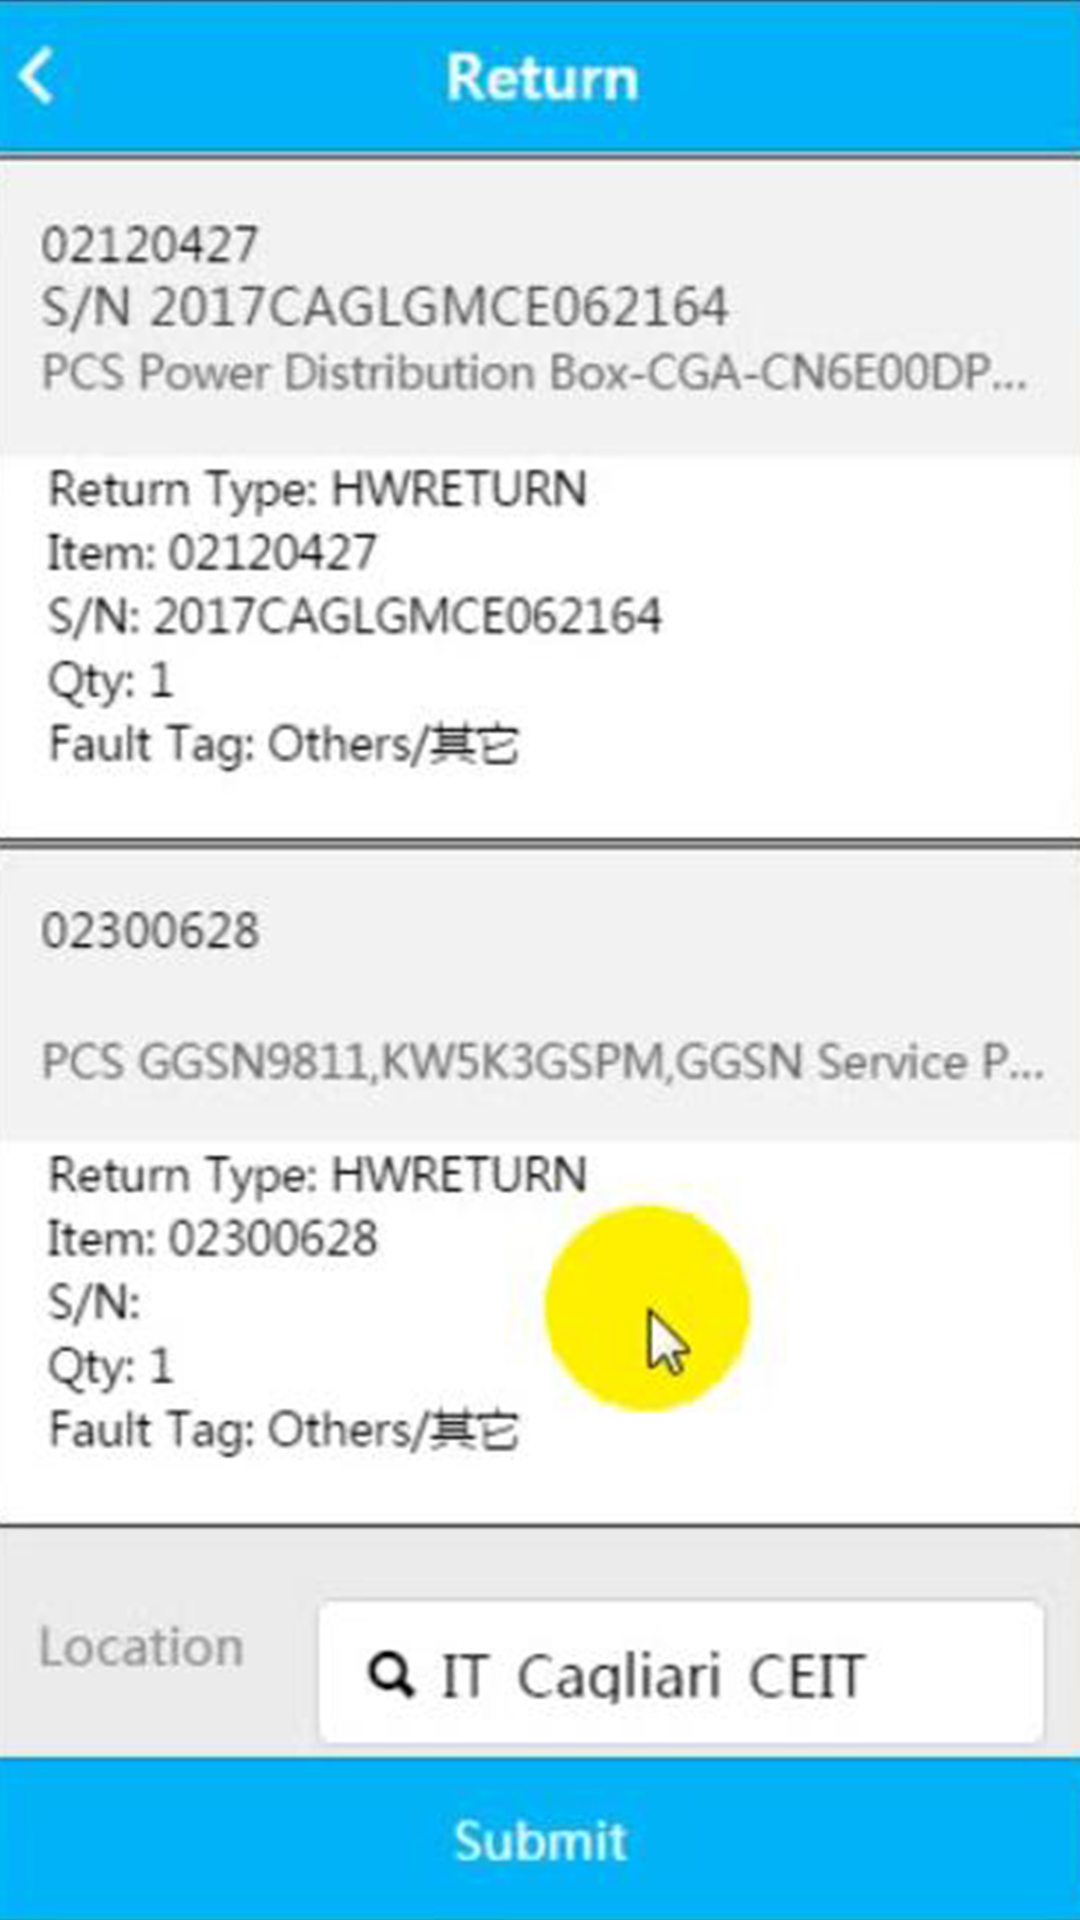 Return
02120427
S/N 2017CAGLGMCE062164
PCS Power Distribution Box-CGA-CN6E00DP...
Return Type: HWRETURN
Item: 02120427
S/N: 2017CAGLGMCE062164
Qty: 1
Fault Tag: Others/其它
02300628
PCS GGSN9811,KW5K3GSPM,GGSN Service P...
Return Type: HWRETURN
Item: 02300628
S/N:
Qty: 1
Fault Tag: Others/其它
Location
IT Cagliari CEIT
Submit